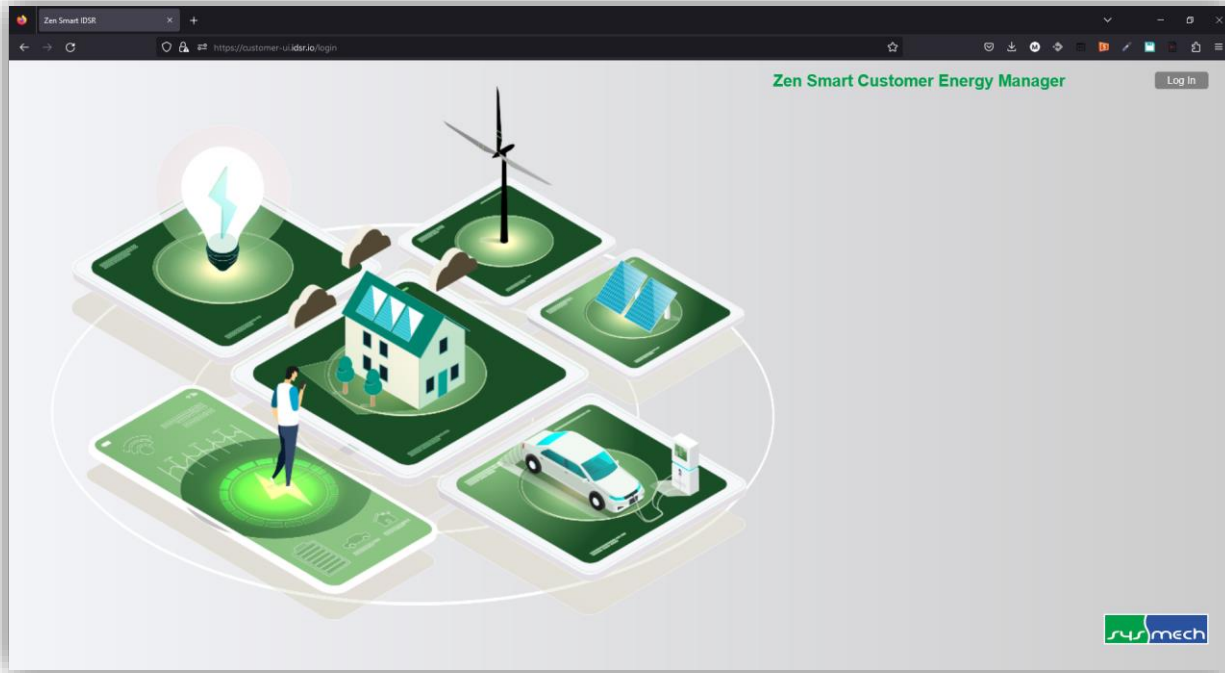 Zen Smart IDSR
https://customer-ui.idsr.io/login
Zen Smart Customer Energy Manager
Log In
sysmech